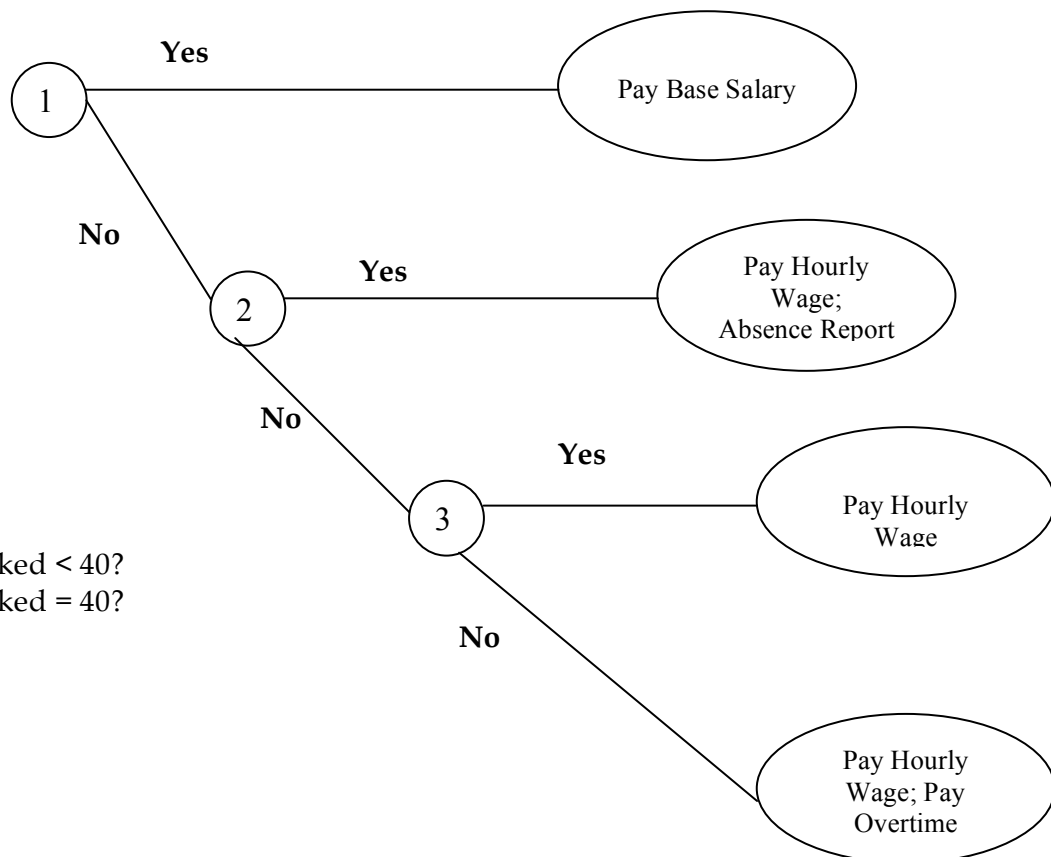 Yes
1
Pay Base Salary
No
Yes
2
Pay Hourly
Wage;
Absence Report
No
Yes
3
Pay Hourly
Wage
ked < 40?
ked = 40?
No
Pay Hourly
Wage; Pay
Overtime